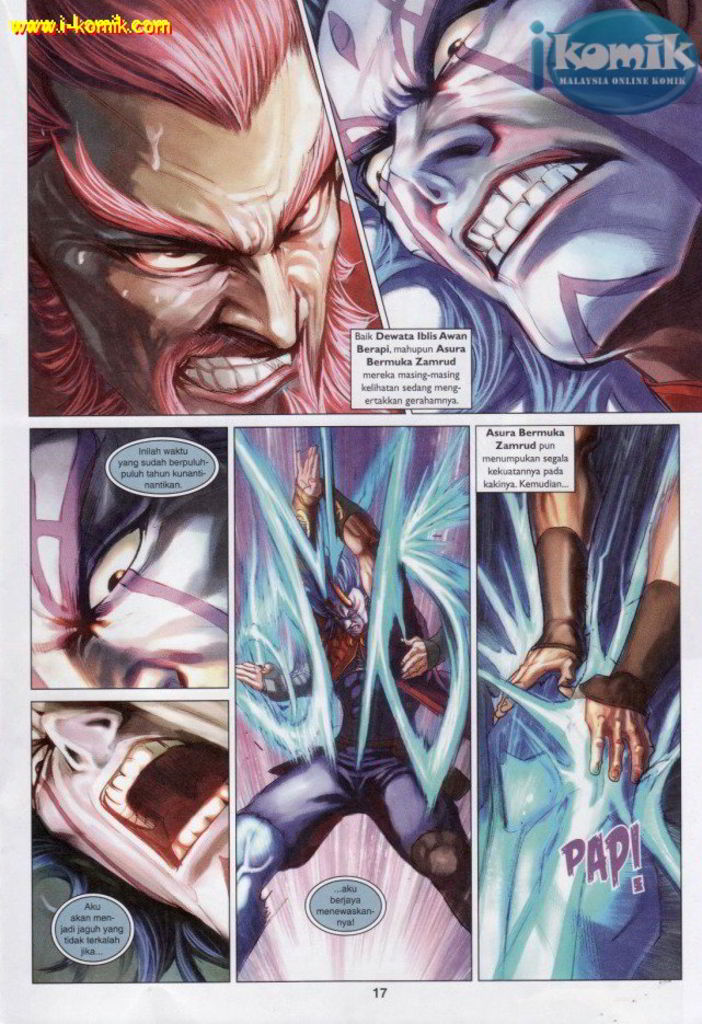 www.i-komik.com
iKomik
MALAYSIA ONLINE KOMIK
Baik Dewata Iblis Awan
Berapi, mahupun Asura
Bermuka Zamrud
mereka masing-masing
kelihatan sedang meng-
ertakkan gerahamnya.
Inilah waktu
yang sudah berpuluh-
puluh tahun kunanti-
nantikan.
Aku
akan men-
jadi jaguh yang
tidak terkalah
jika...
...aku
berjaya
menewaskan-
nya!
Asura Bermuka
Zamrud pun
menumpukan segala
kekuatannya pada
kakinya. Kemudian...
PAP!
17